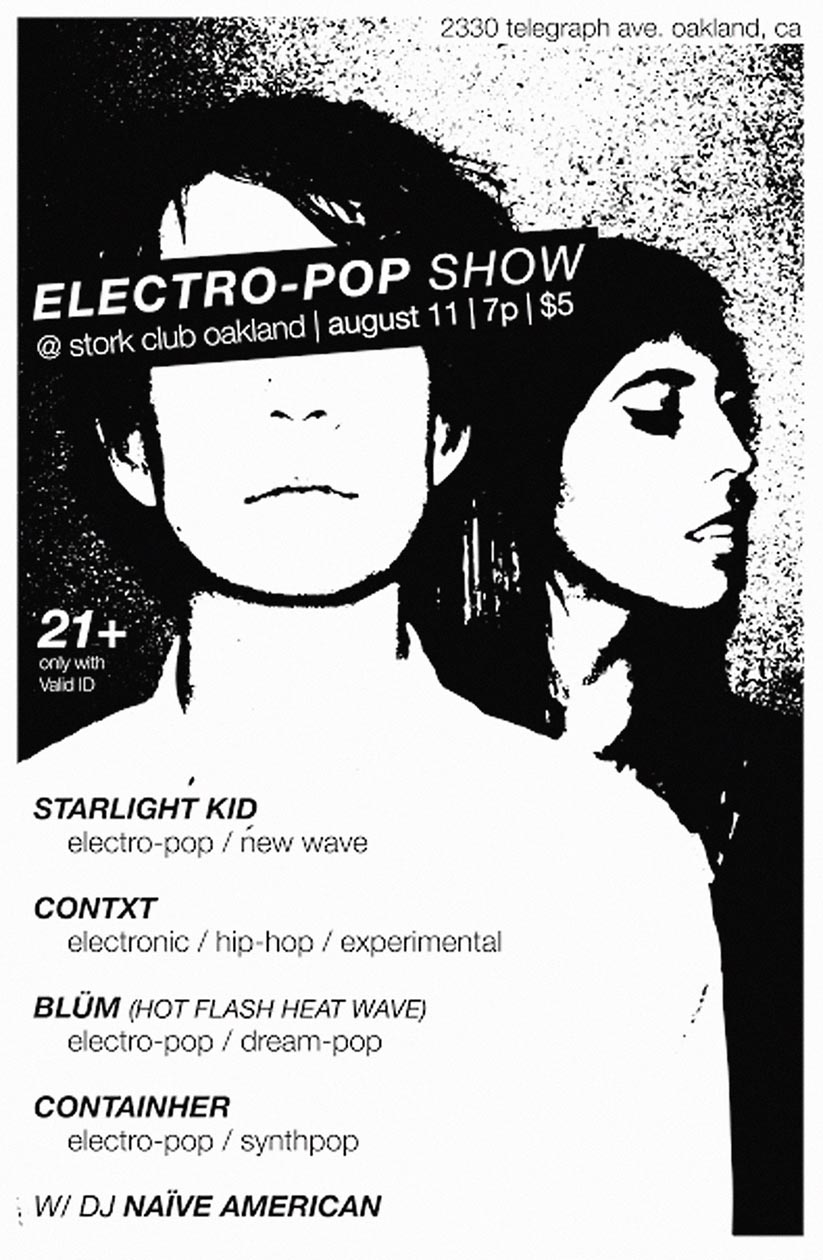 2330 telegraph ave. oakland, ca
ELECTRO-POP SHOW
@ stork club oakland | august 11 | 7p | $5
21+
only with
Valid ID
STARLIGHT KID
electro-pop / new wave
CONTXT
electronic / hip-hop / experimental
BLÜM (HOT FLASH HEAT WAVE)
electro-pop / dream-pop
CONTAINHER
electro-pop / synthpop
W/ DJ NAÏVE AMERICAN